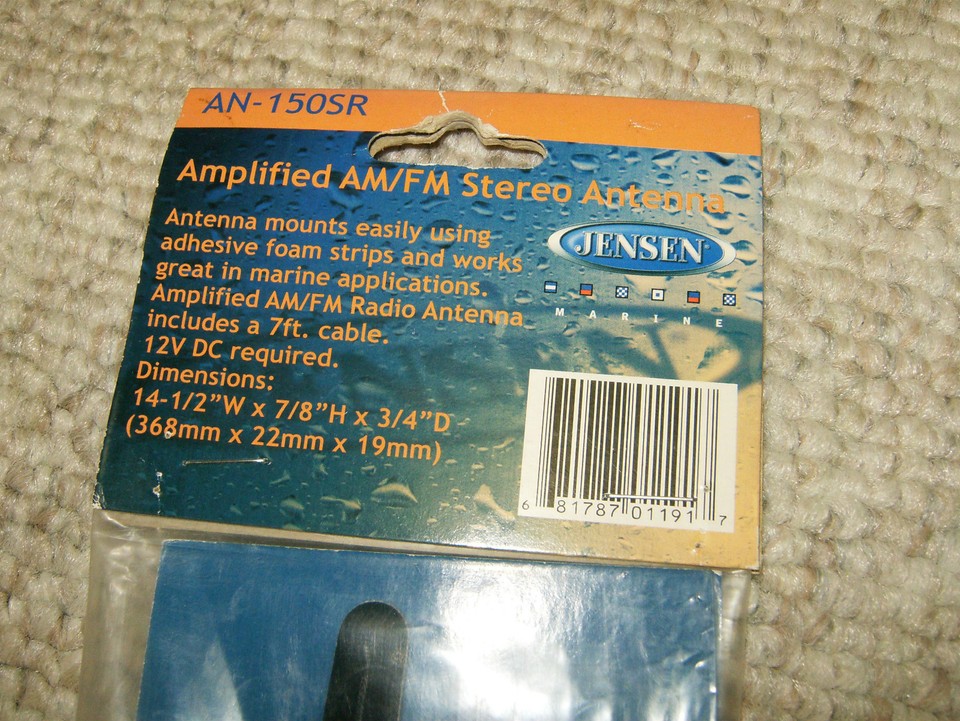 AN-150SR
Amplified AM/FM Stereo Antenna
Antenna mounts easily using
adhesive foam strips and works
great in marine applications.
Amplified AM/FM Radio Antenna
includes a 7ft. cable.
12V DC required.
Dimensions:
14-1/2”W x 7/8”H x 3/4”D
(368mm x 22mm x 19mm)
JENSEN
MARINE
6 81787 01191 7